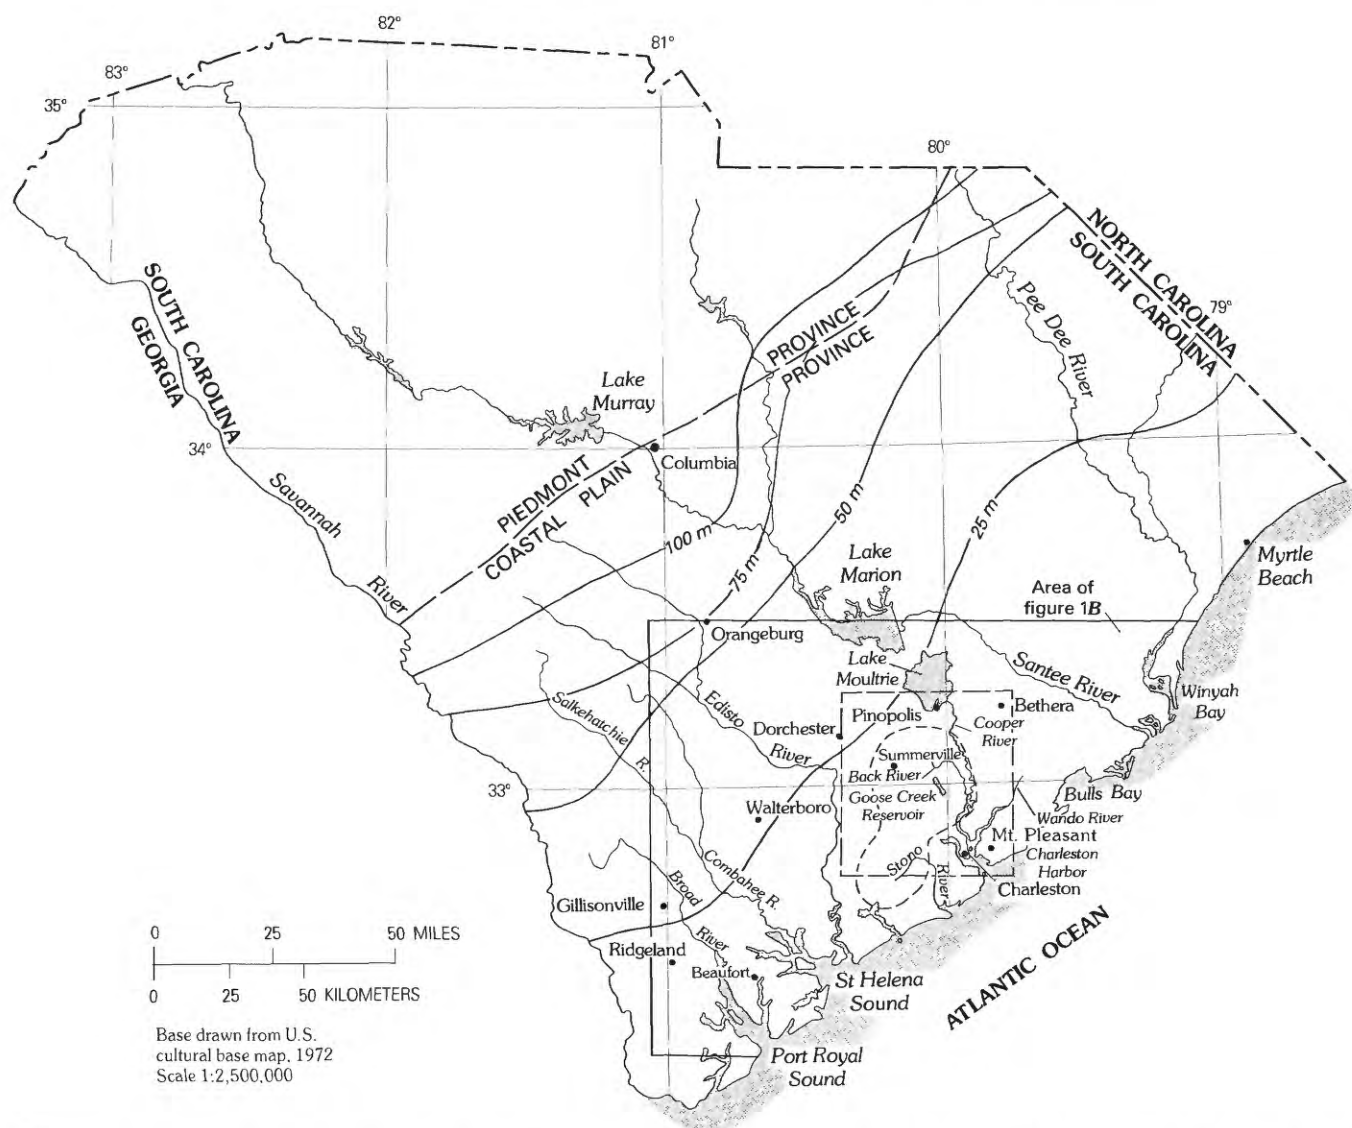 82°
81°
83°
35°
80°
NORTH CAROLINA
SOUTH CAROLINA
79°
SOUTH CAROLINA
GEORGIA
Pee Dee River
PROVINCE
PROVINCE
Lake
Murray
34°
Columbia
PIEDMONT
COASTAL PLAIN
Savannah
River
100 m
75 m
50 m
25 m
Lake
Marion
Myrtle
Beach
Area of
figure 1B
Orangeburg
Lake
Moultrie
Santee River
Winyah
Bay
Salkehatchie
R.
Edisto
River
Dorchester
Pinopolis
Bethera
Cooper
River
Summerville
Back River
Goose Creek
Reservoir
33°
Bulls Bay
Walterboro
Wando River
Mt. Pleasant
Charleston
Harbor
Stono
River
Charleston
Combahee R.
Broad
River
Gillisonville
Ridgeland
Beaufort
St Helena
Sound
ATLANTIC OCEAN
Port Royal
Sound
0 25 50 MILES
0 25 50 KILOMETERS
Base drawn from U.S.
cultural base map, 1972
Scale 1:2,500,000